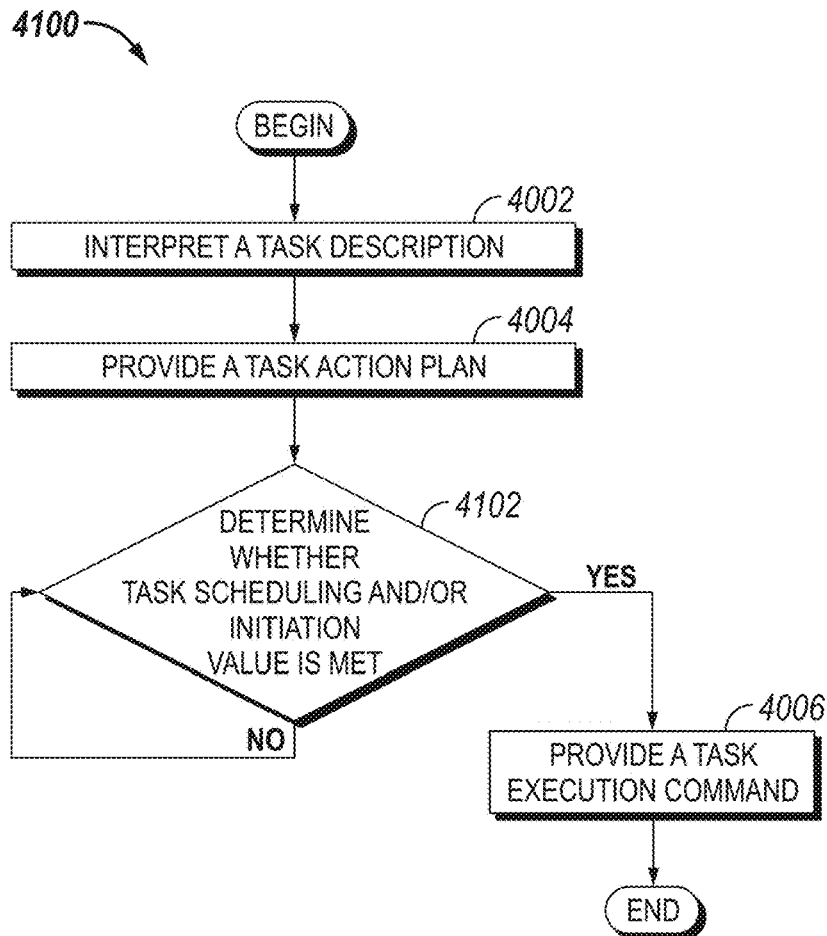 4100
BEGIN
4002
INTERPRET A TASK DESCRIPTION
4004
PROVIDE A TASK ACTION PLAN
4102
DETERMINE
WHETHER
TASK SCHEDULING AND/OR
INITIATION
VALUE IS MET
YES
NO
4006
PROVIDE A TASK
EXECUTION COMMAND
END